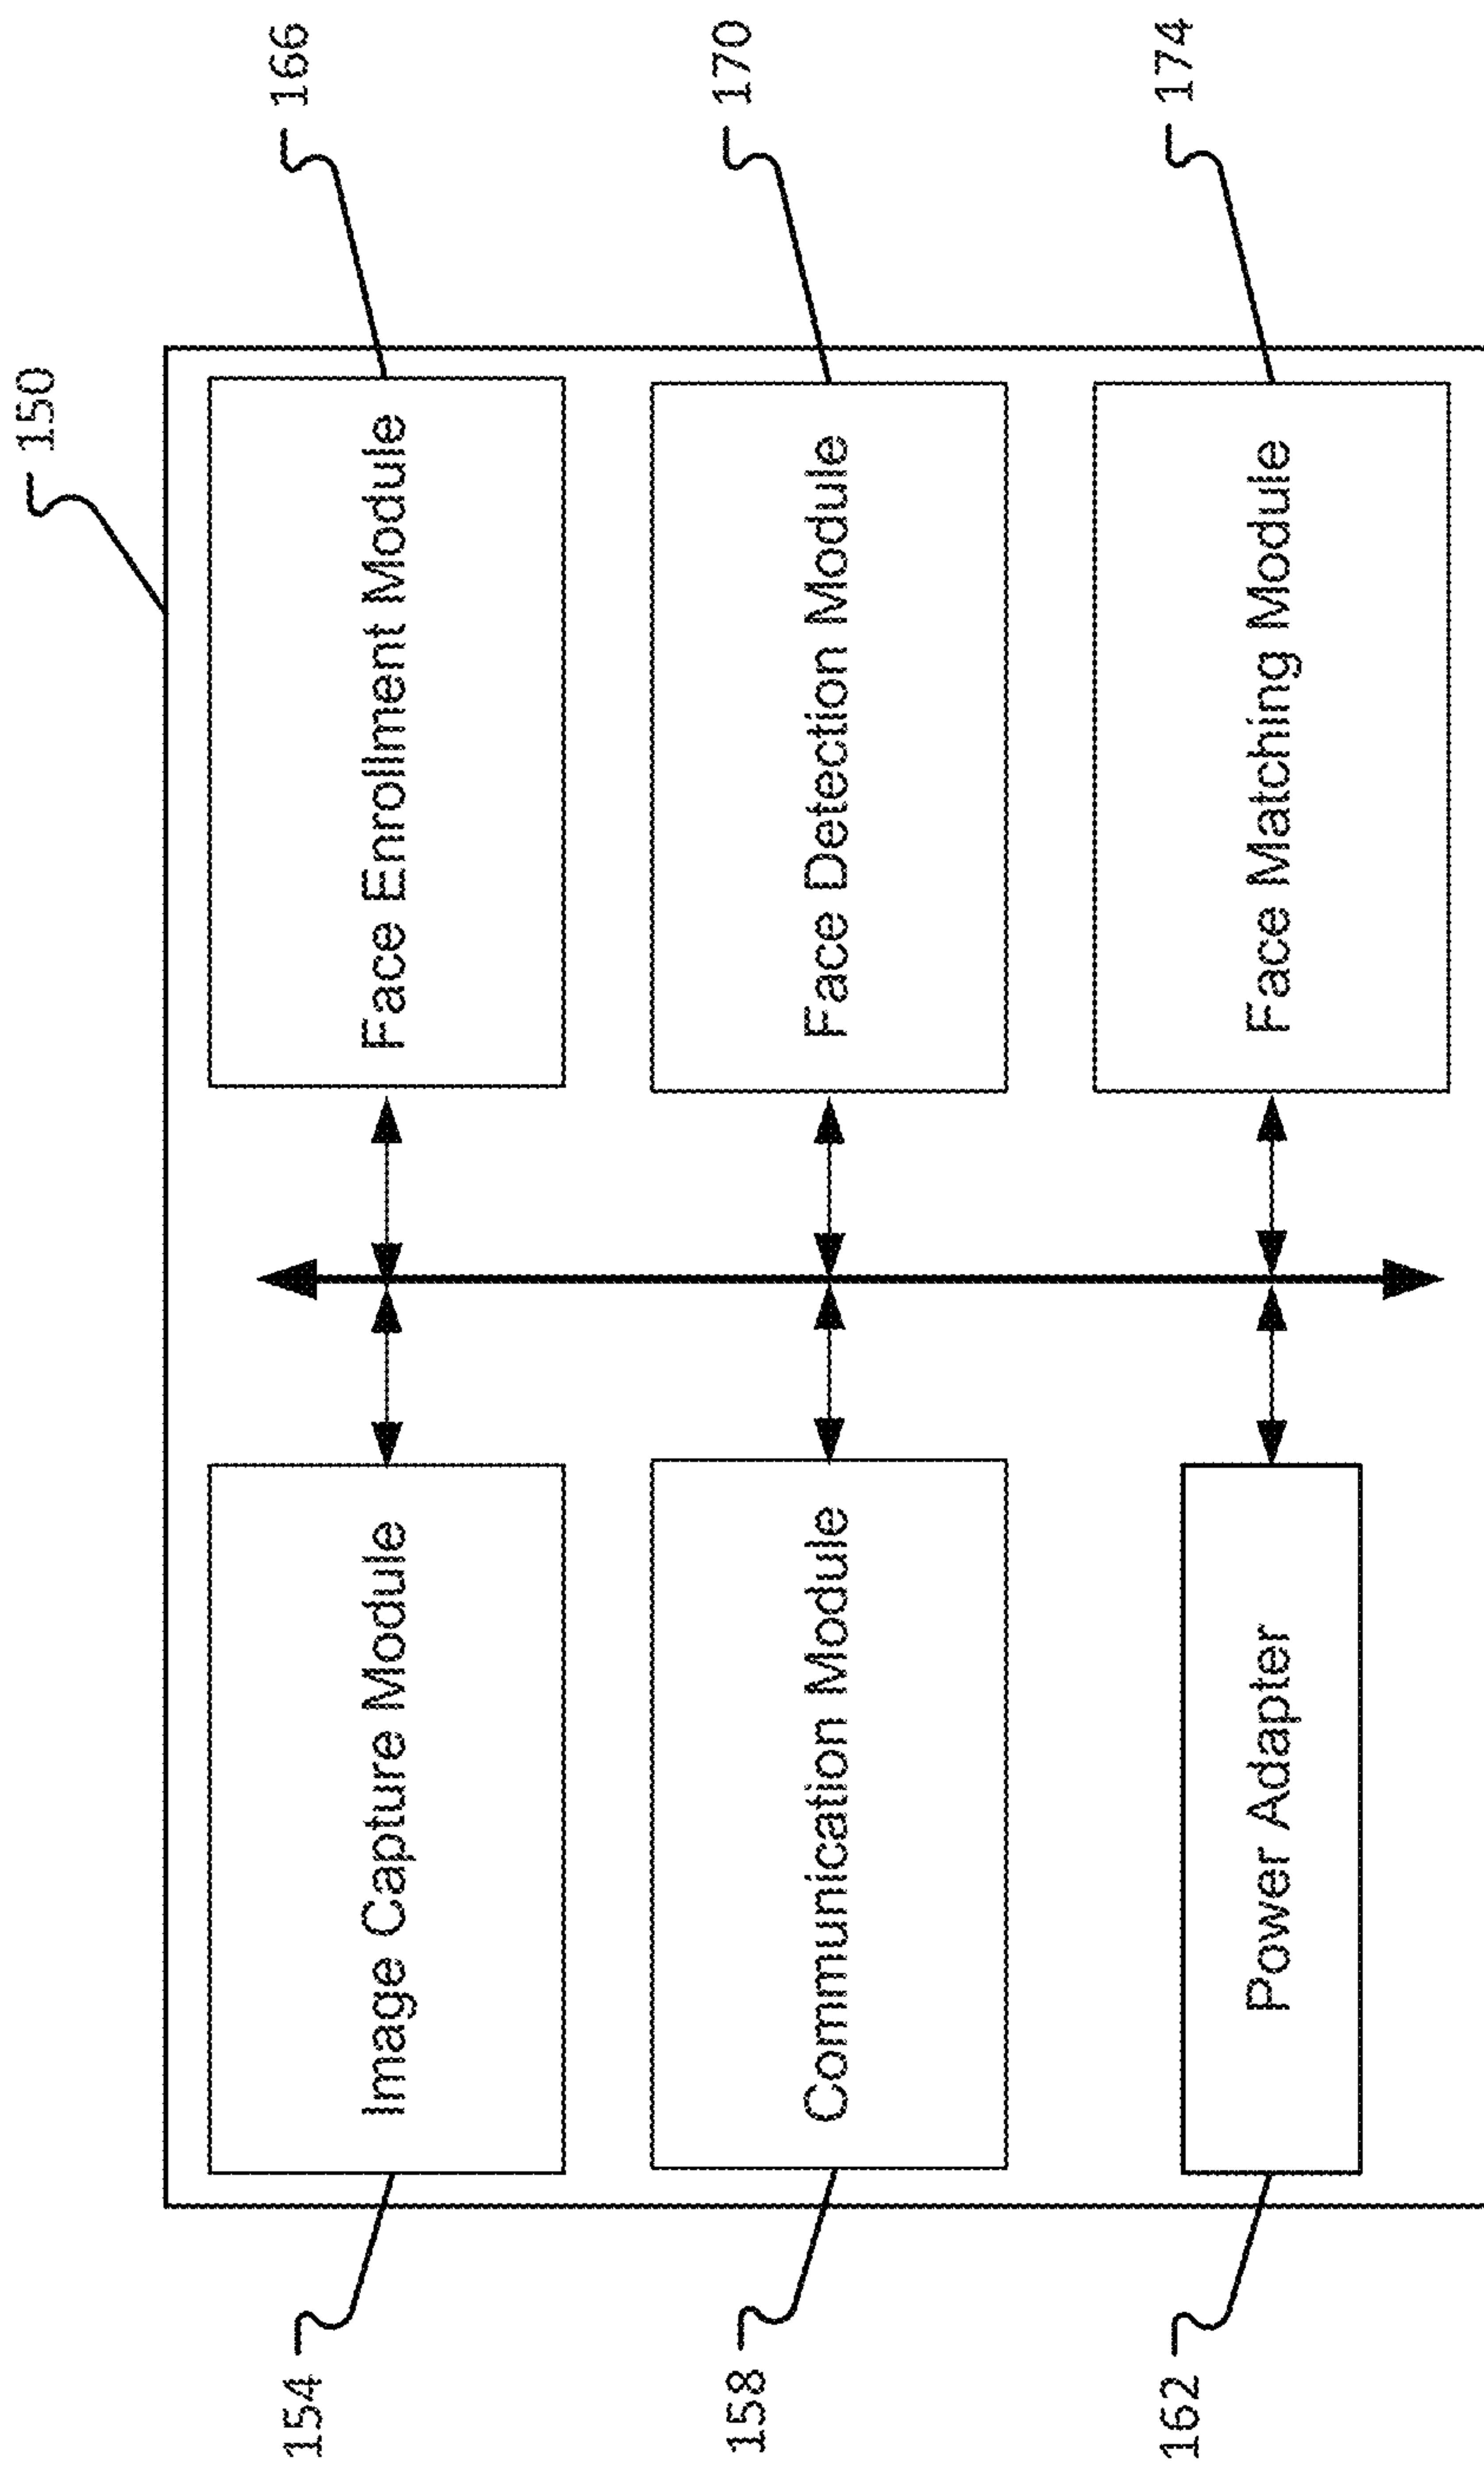 150
154
Image Capture Module
Face Enrollment Module
166
158
Communication Module
Face Detection Module
170
162
Power Adapter
Face Matching Module
174